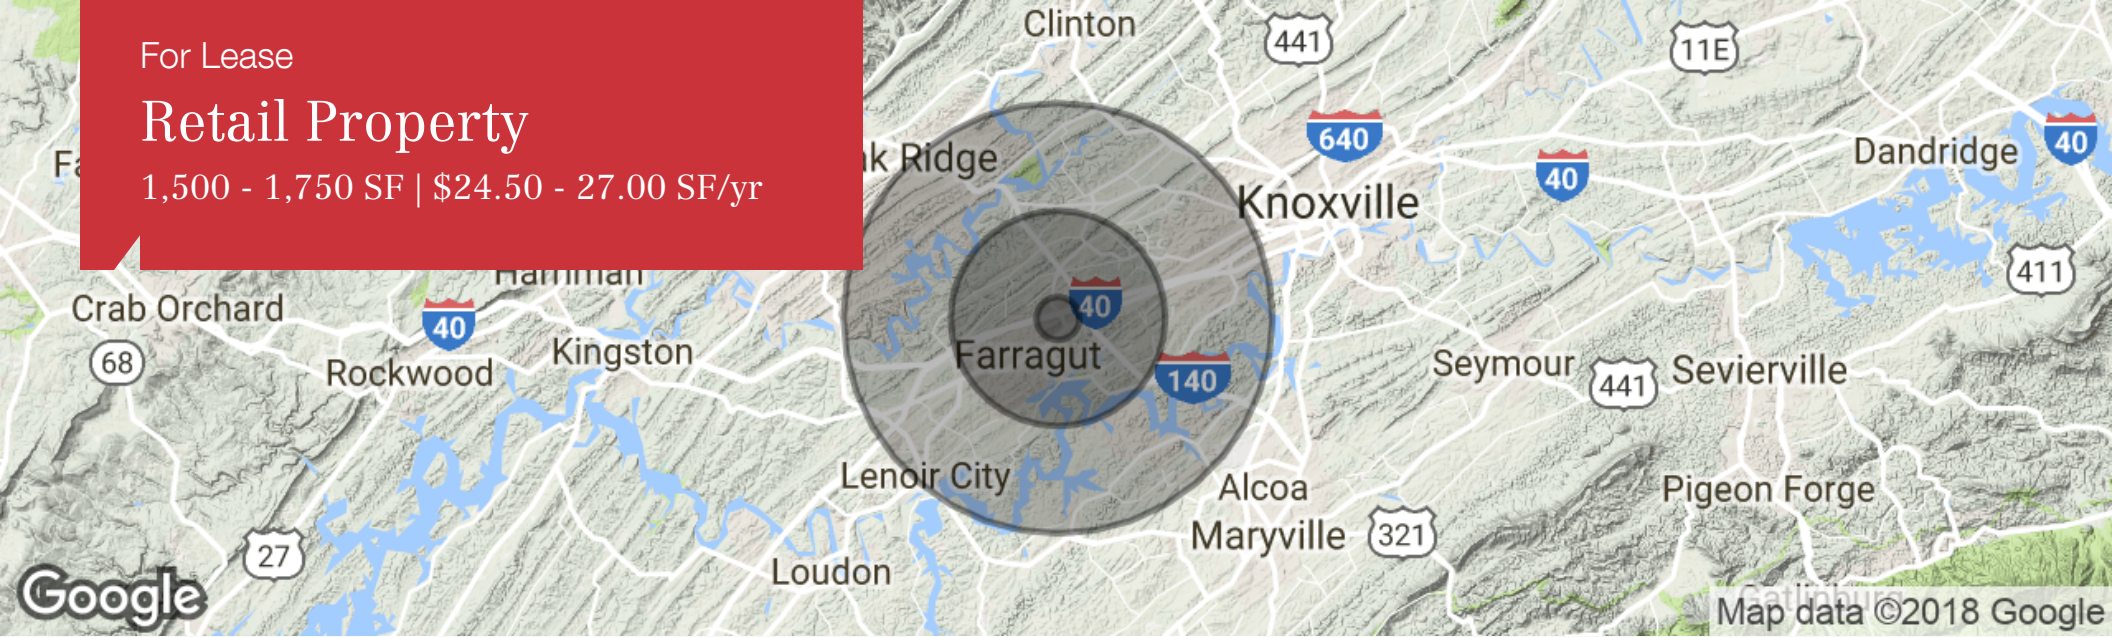 For Lease
Retail Property
1,500 - 1,750 SF | $24.50 - 27.00 SF/yr
Clinton
441
11E
640
40
40
Dandridge
Knoxville
411
40
Crab Orchard
40
68
Rockwood
Kingston
Farragut
140
Seymour
441
Sevierville
Lenoir City
Alcoa
Pigeon Forge
Maryville
321
27
Loudon
Google
Map data ©2018 Google